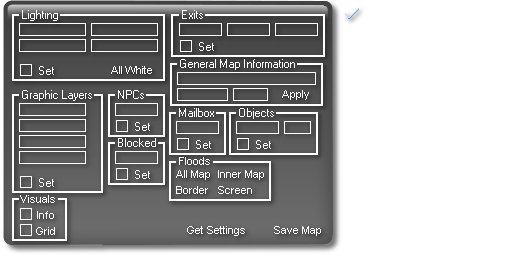 Lighting
Set All White
Exits
Set
General Map Information
Apply
Graphic Layers
Set
NPCs
Set
Blocked
Set
Mailbox
Set
Objects
Set
Floods
All Map Inner Map
Border Screen
Visuals
Info
Grid
Get Settings Save Map